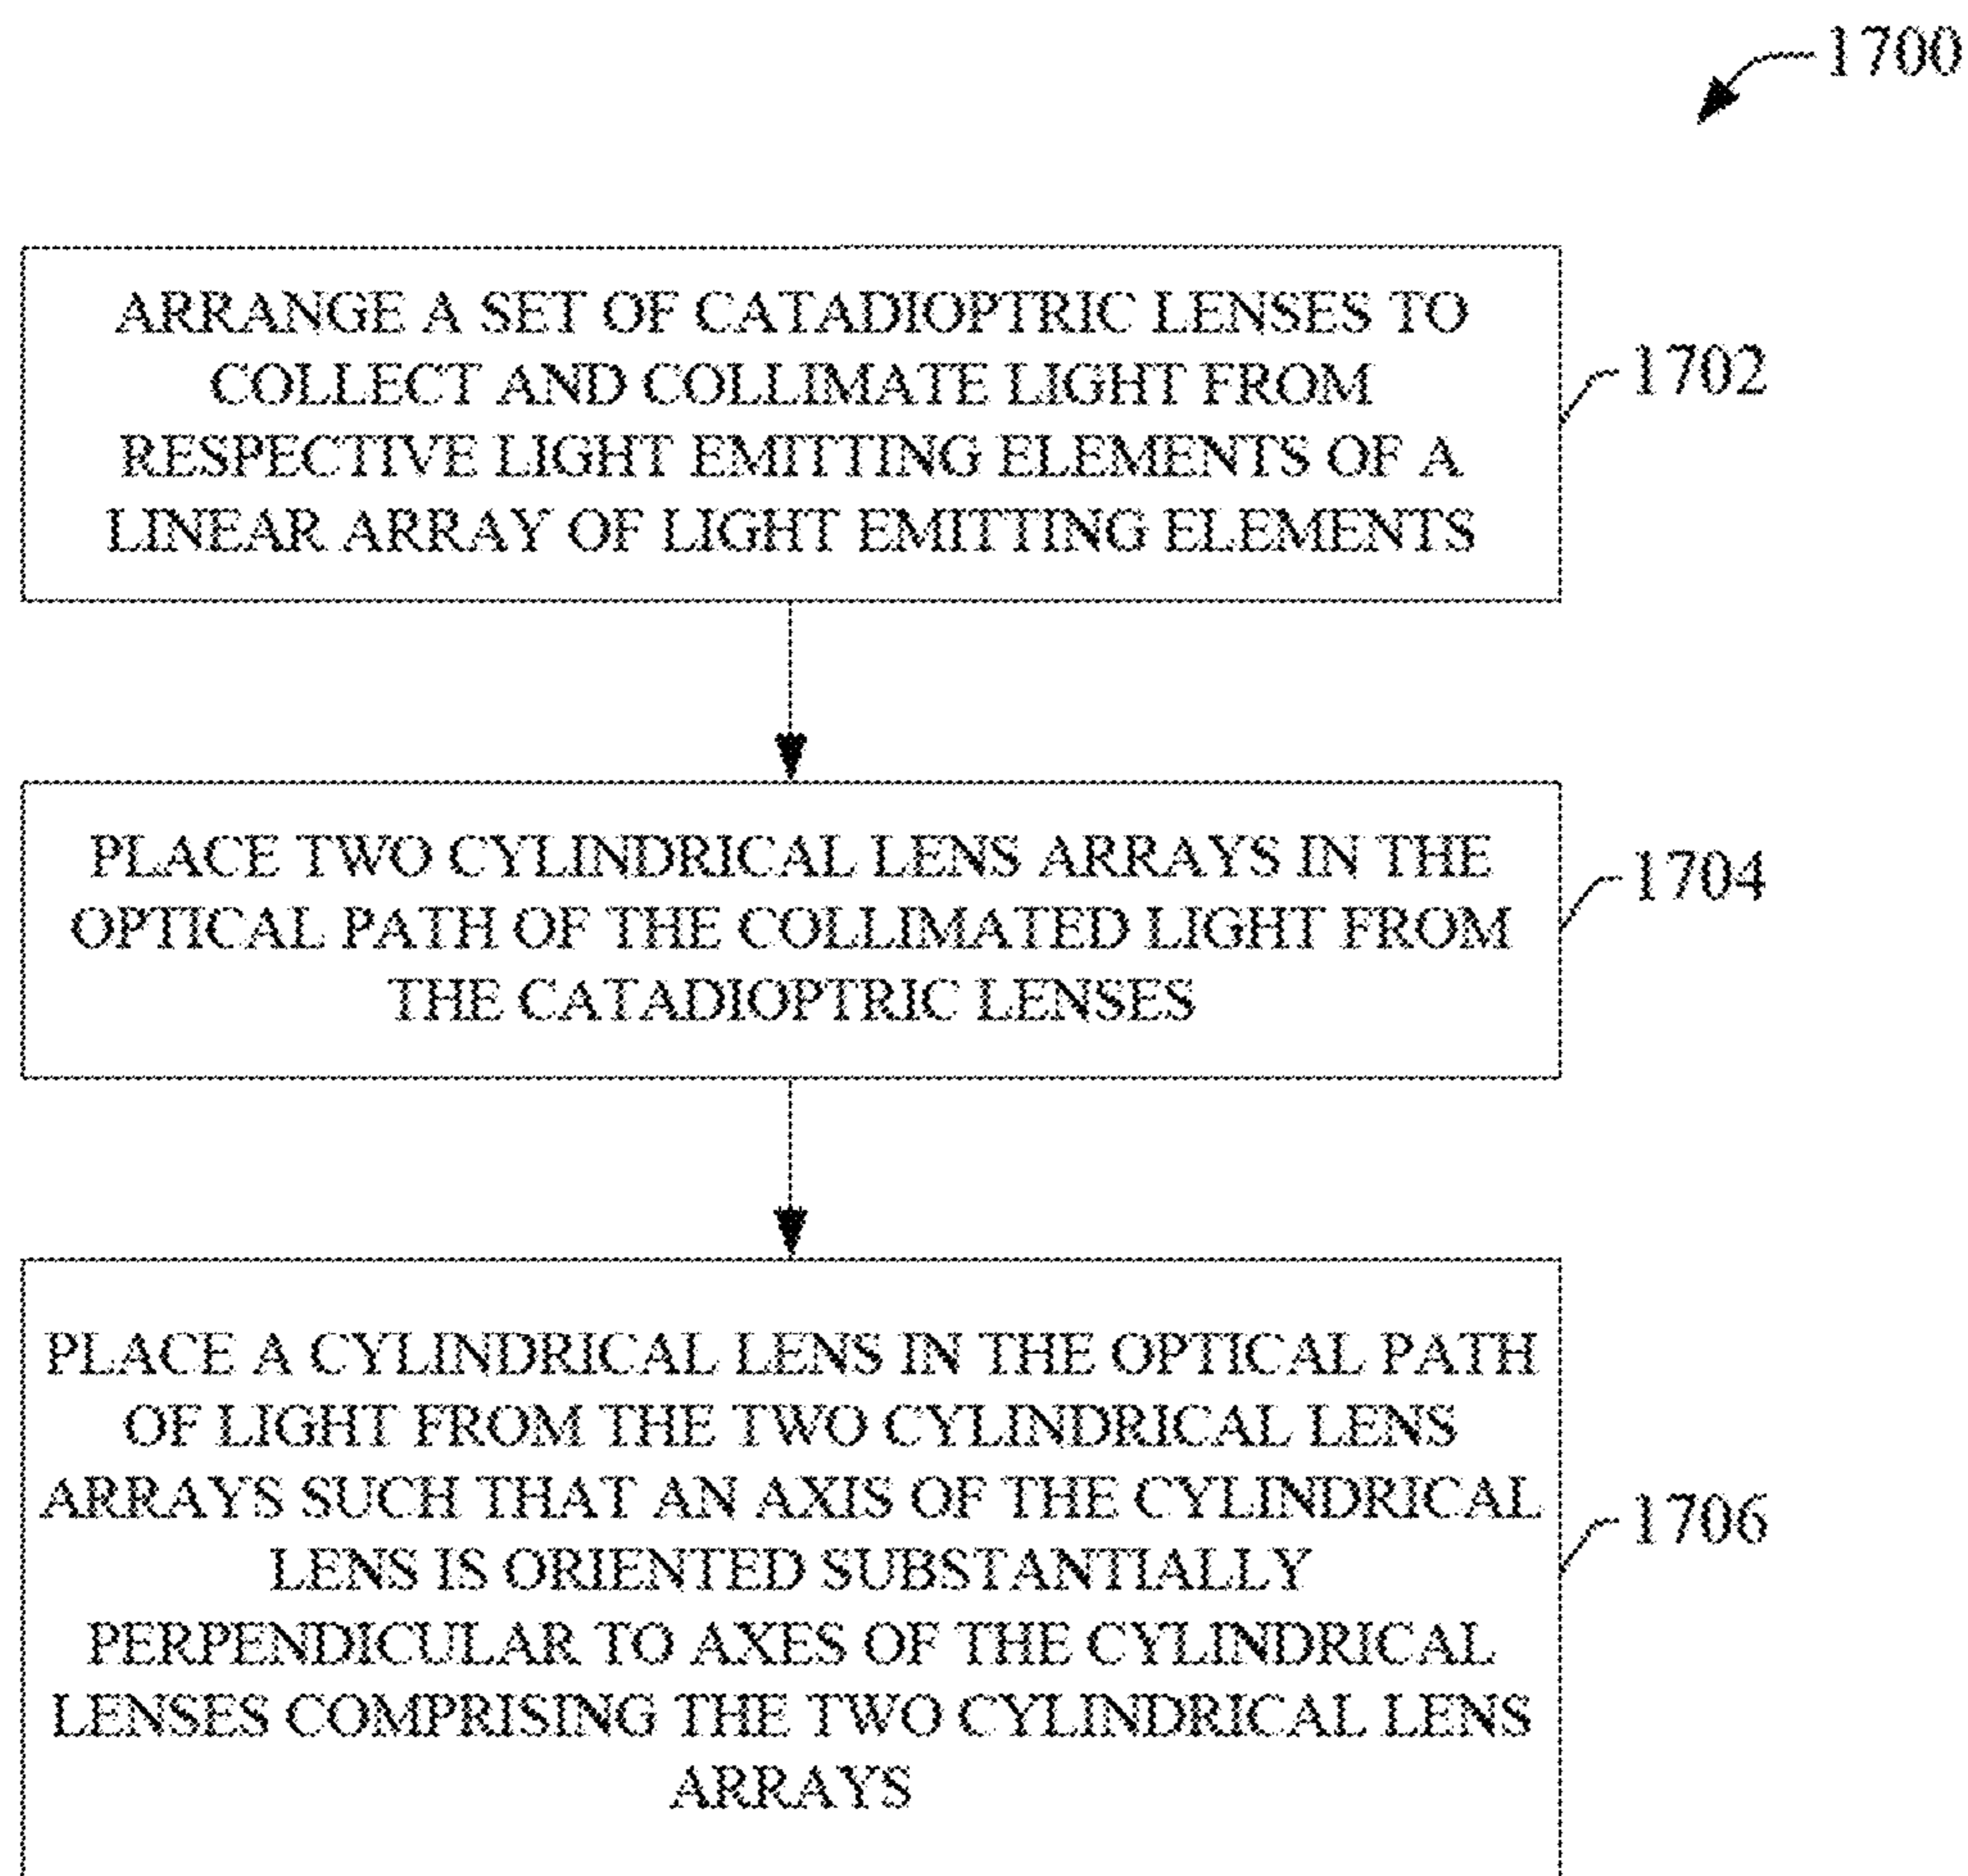 1700
ARRANGE A SET OF CATADIOPTRIC LENSES TO
COLLECT AND COLLIMATE LIGHT FROM
RESPECTIVE LIGHT EMITTING ELEMENTS OF A
LINEAR ARRAY OF LIGHT EMITTING ELEMENTS
1702
PLACE TWO CYLINDRICAL LENS ARRAYS IN THE
OPTICAL PATH OF THE COLLIMATED LIGHT FROM
THE CATADIOPTRIC LENSES
1704
PLACE A CYLINDRICAL LENS IN THE OPTICAL PATH
OF LIGHT FROM THE TWO CYLINDRICAL LENS
ARRAYS SUCH THAT AN AXIS OF THE CYLINDRICAL
LENS IS ORIENTED SUBSTANTIALLY
PERPENDICULAR TO AXES OF THE CYLINDRICAL
LENSES COMPRISING THE TWO CYLINDRICAL LENS
ARRAYS
1706